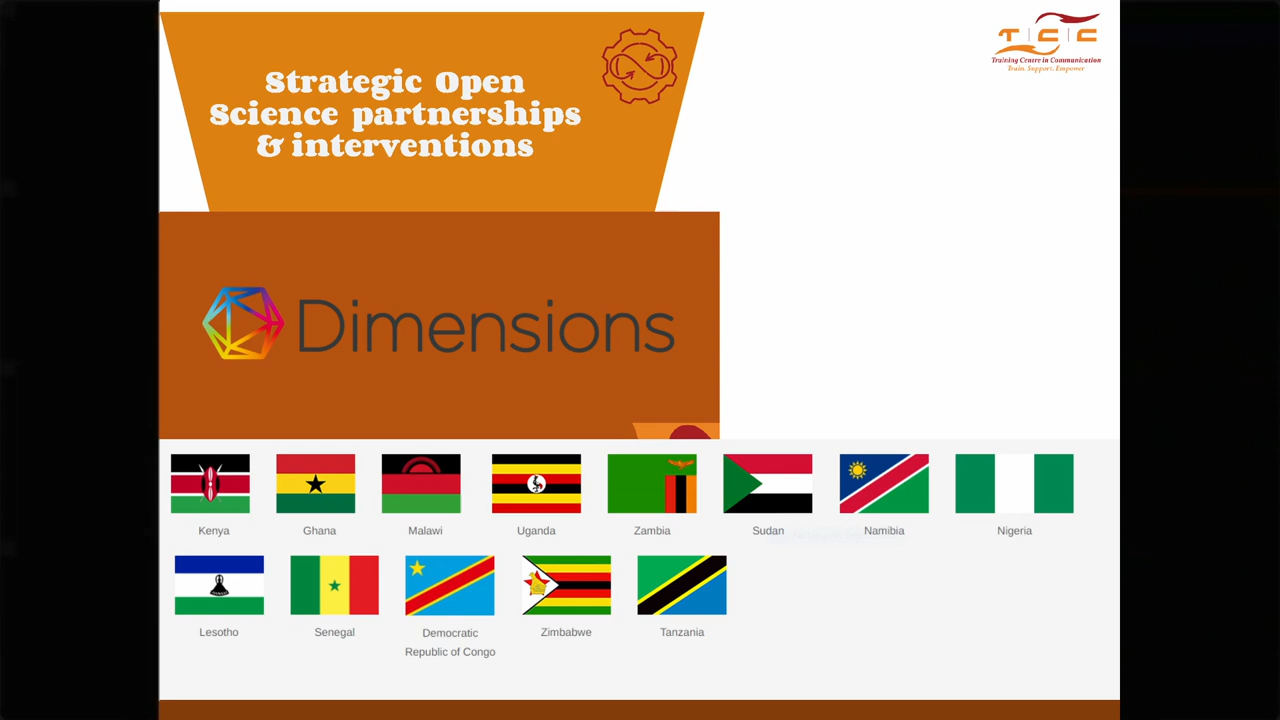 Strategic Open
Science partnerships
& interventions
T C C
Training Centre in Communication
Train. Support. Empower
Dimensions
Kenya
Ghana
Malawi
Uganda
Zambia
Sudan
Namibia
Nigeria
Lesotho
Senegal
Democratic
Republic of Congo
Zimbabwe
Tanzania